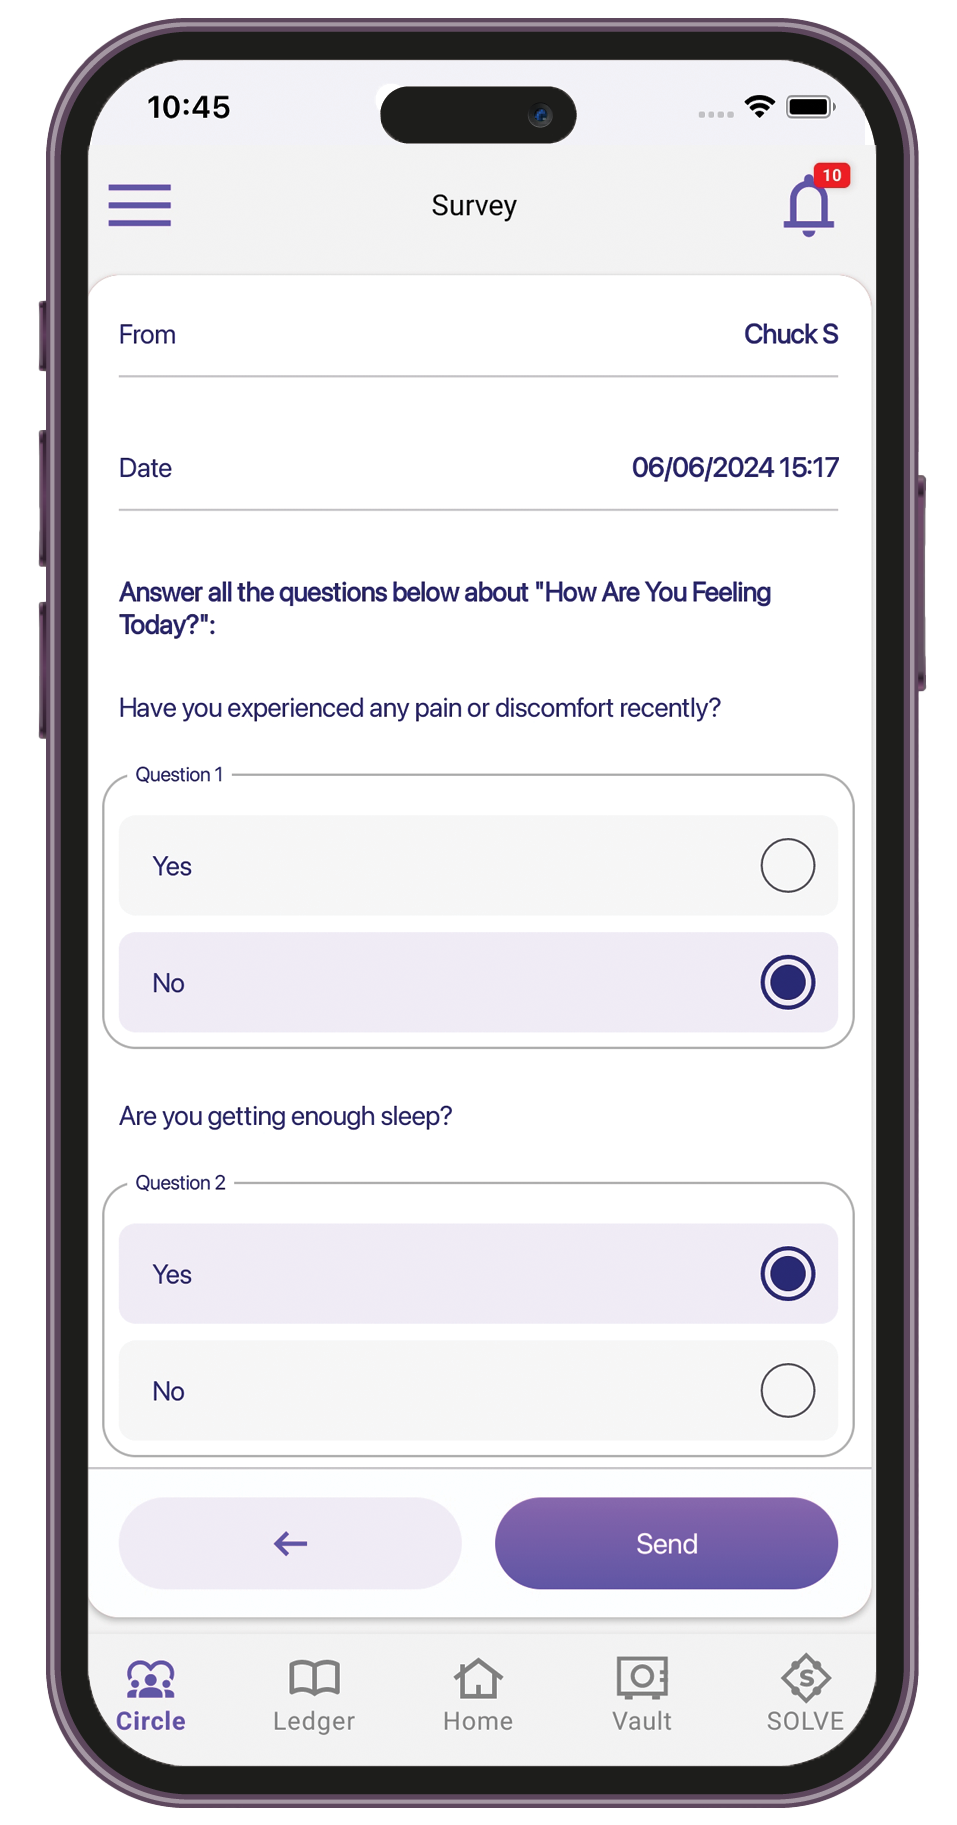 10:45
10
Survey
From
Chuck S
Date
06/06/2024 15:17
Answer all the questions below about "How Are You Feeling
Today?":
Have you experienced any pain or discomfort recently?
Question 1
Yes
No
Are you getting enough sleep?
Question 2
Yes
No
Send
Circle
Ledger
Home
Vault
S
SOLVE